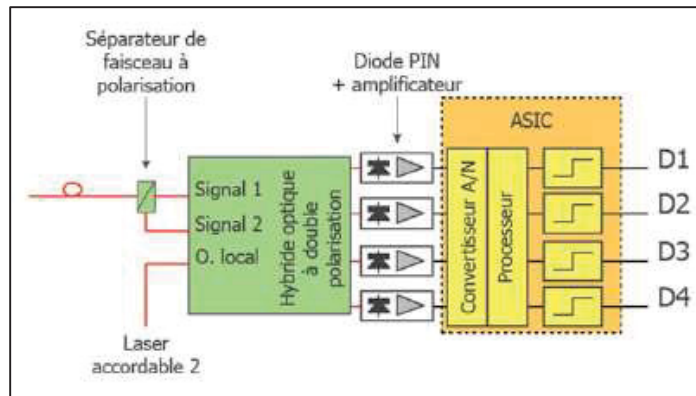 Séparateur de
faisceau à
polarisation
Diode PIN
+ amplificateur
ASIC
Signal 1
Signal 2
O. local
Hybride optique
à double
polarisation
Convertisseur A/N
Processeur
D1
D2
D3
D4
Laser
accordable 2